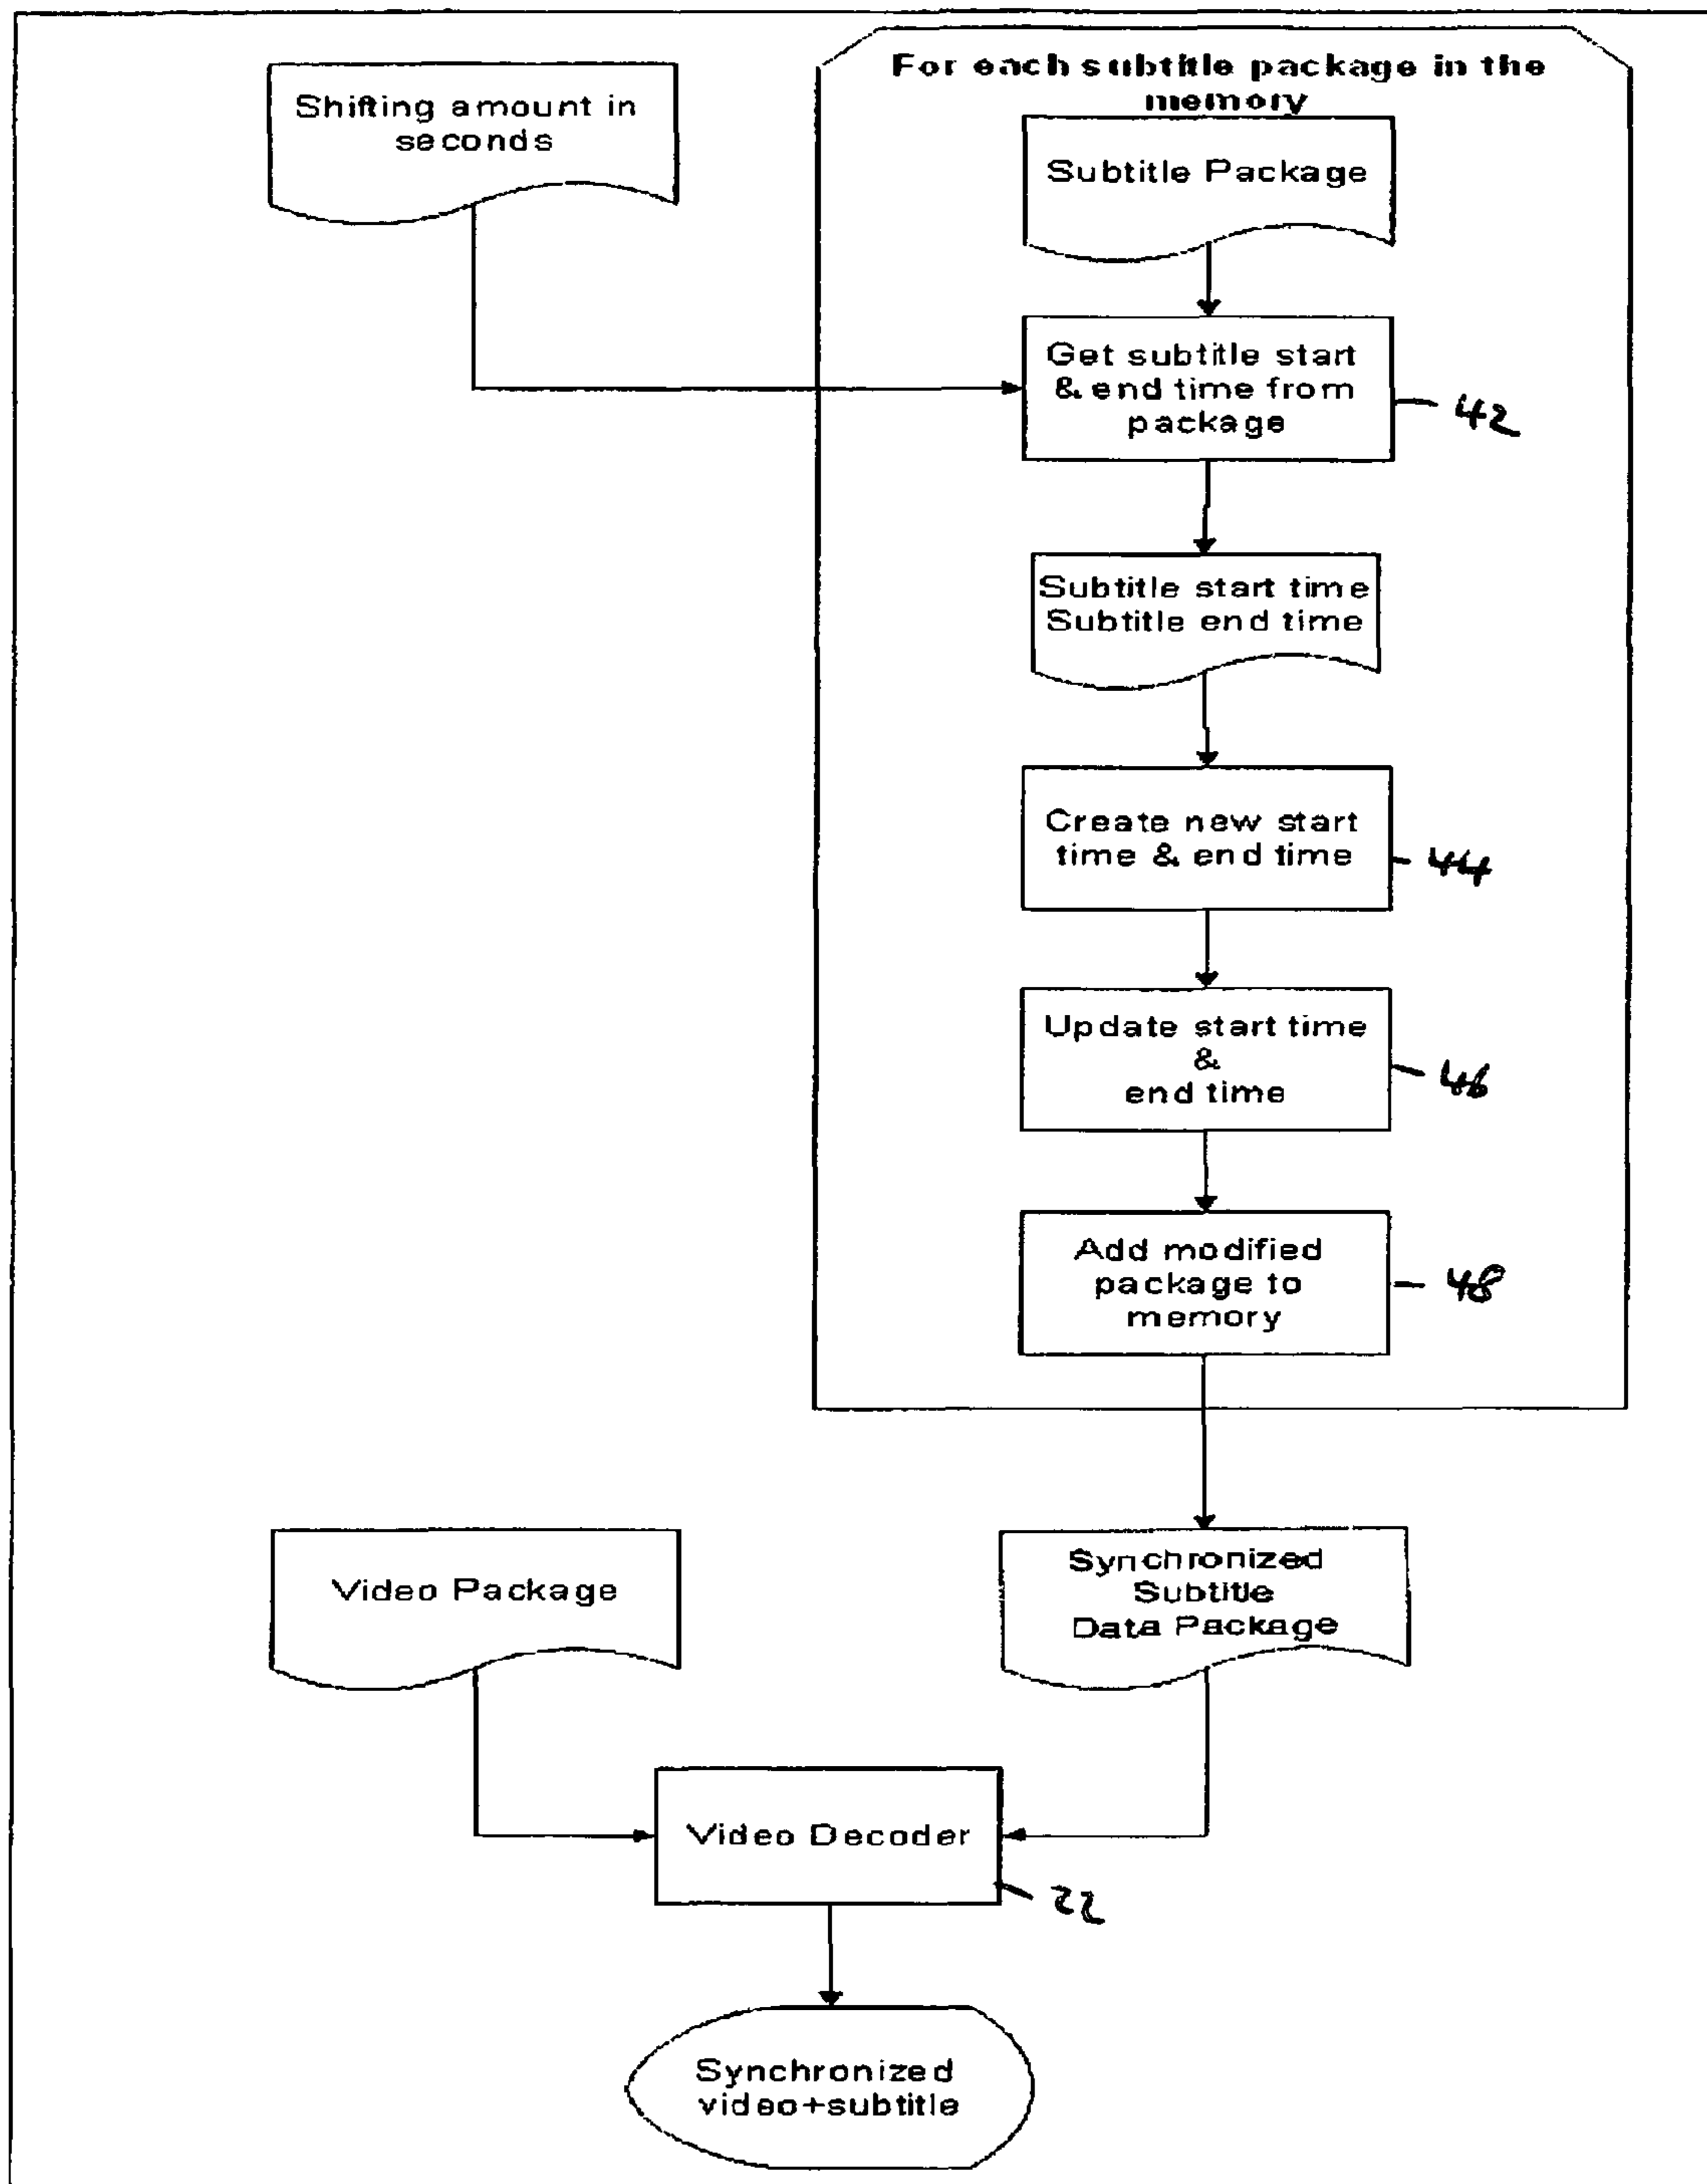 For each subtitle package in the
memory
Shifting amount in
seconds
Subtitle Package
Get subtitle start
& end time from
package
42
Subtitle start time
Subtitle end time
Create new start
time & end time
44
Update start time
&
end time
46
Add modified
package to
memory
48
Video Package
Synchronized
Subtitle
Data Package
Video Decoder
22
Synchronized
video+subtitle